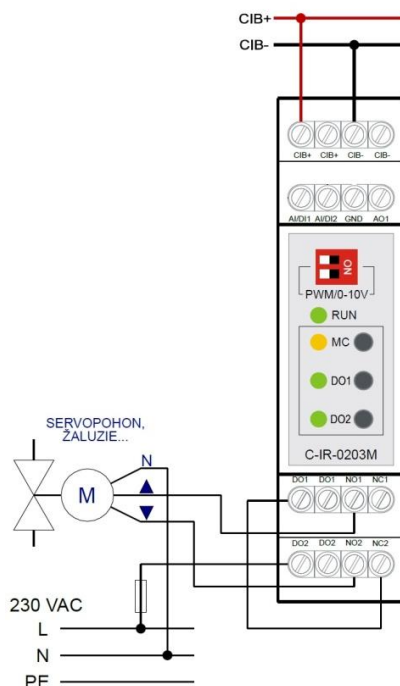 CIB+
CIB-
CIB+ CIB+ CIB- CIB-
AI/DI1 AI/DI2 GND AO1
ON
PWM/0-10V
RUN
MC
DO1
DO2
C-IR-0203M
SERVOPOHON,
ŽALUZIE...
N
M
DO1 DO1 NO1 NC1
DO2 DO2 NO2 NC2
230 VAC
L
N
PE